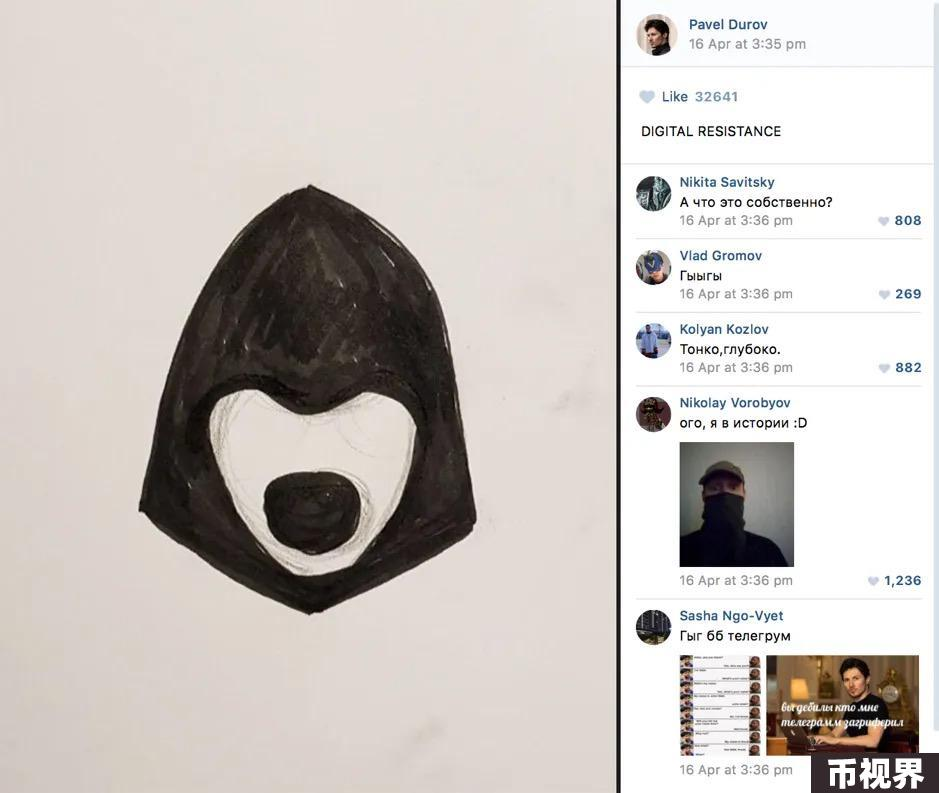 Pavel Durov
16 Apr at 3:35 pm
Like 32641
DIGITAL RESISTANCE
Nikita Savitsky
А что это собственно?
16 Apr at 3:36 pm
808
Vlad Gromov
Гыыгы
16 Apr at 3:36 pm
269
Kolyan Kozlov
Тонко,глубоко.
16 Apr at 3:36 pm
882
Nikolay Vorobyov
ого, я в истории :D
16 Apr at 3:36 pm
1,236
Sasha Ngo-Vyet
Гыг бб телегрум
вы дебилы кто мне
телеграмм загриферил
16 Apr at 3:36 pm
币视界